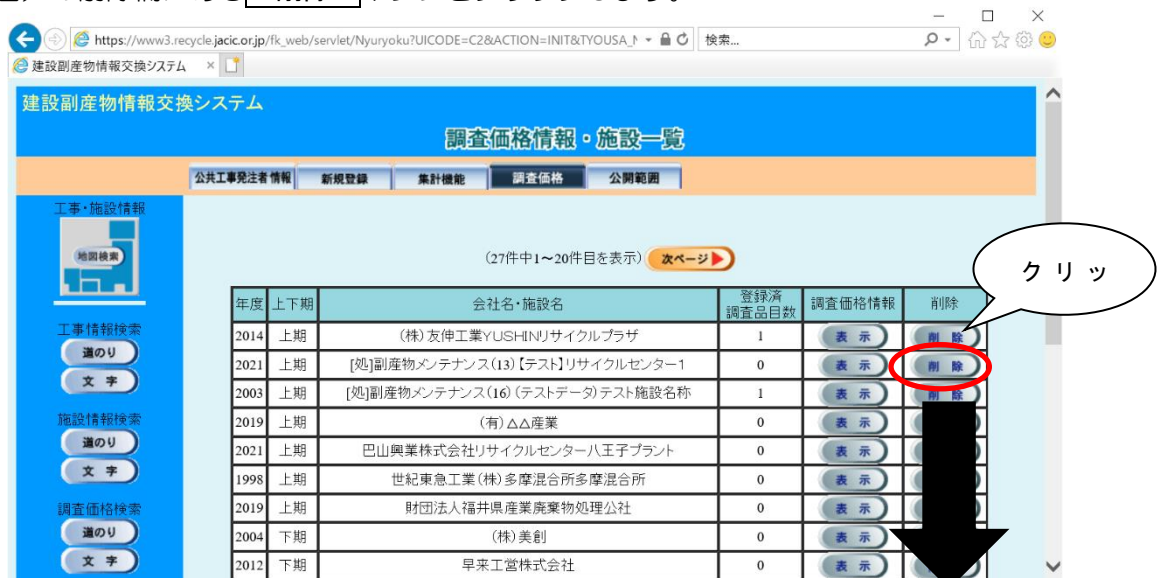 https://www3.recycle.jacic.or.jp/fk_web/servlet/Nyuryoku?UICODE=C2&ACTION=INIT&TYOUSA_
検索...
建設副産物情報交換システム
建設副産物情報交換システム
調査価格情報・施設一覧
公共工事発注者情報 新規登録 集計機能 調査価格 公開範囲
工事・施設情報
地図検索
(27件中1~20件目を表示) 次ページ
クリッ
年度 上下期 会社名・施設名 登録済調査品目数 調査価格情報 削除
2014 上期 (株)友伸工業YUSHINリサイクルプラザ 1 表示 削除
2021 上期 [処]副産物メンテナンス(13)【テスト】リサイクルセンター1 0 表示 削除
2003 上期 [処]副産物メンテナンス(16)(テストデータ)テスト施設名称 1 表示 削除
2019 上期 (有)△△産業 0 表示
2021 上期 巴山興業株式会社リサイクルセンター八王子プラント 0 表示
1998 上期 世紀東急工業(株)多摩混合所多摩混合所 0 表示
2019 上期 財団法人福井県産業廃棄物処理公社 0 表示
2004 下期 (株)美創 0 表示
2012 下期 早来工営株式会社 0 表示
工事情報検索
道のり
文字
施設情報検索
道のり
文字
調査価格検索
道のり
文字